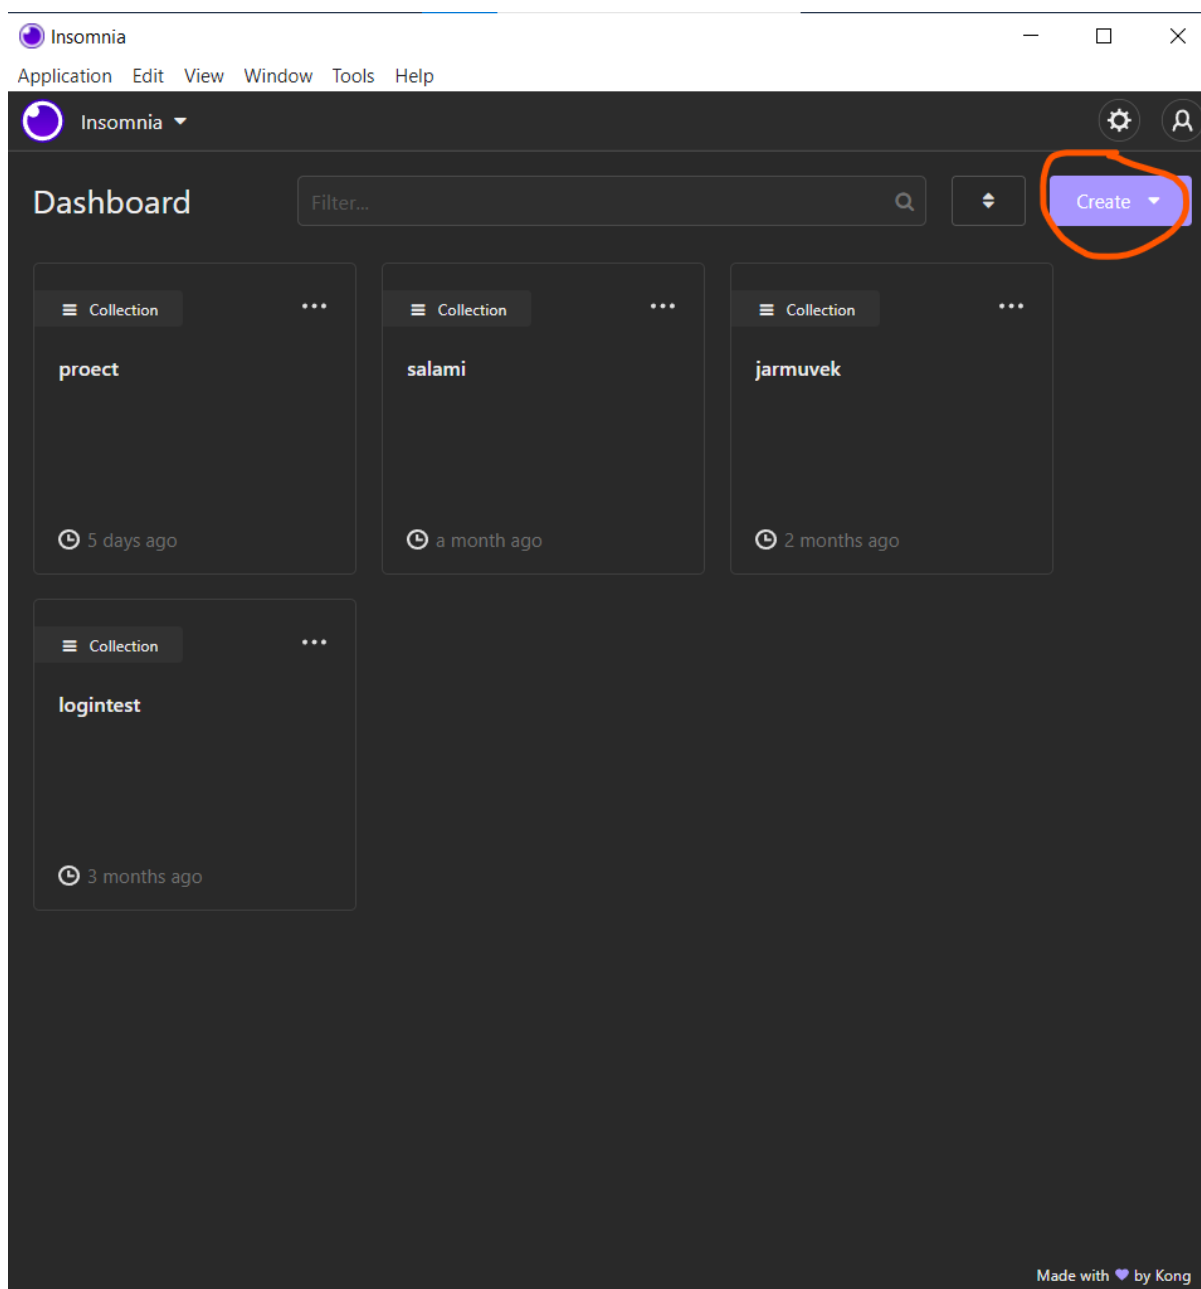 Insomnia
Application Edit View Window Tools Help
Insomnia
Dashboard
Filter...
Create
Collection
proect
5 days ago
Collection
salami
a month ago
Collection
jarmuvek
2 months ago
Collection
logintest
3 months ago
Made with 💜 by Kong